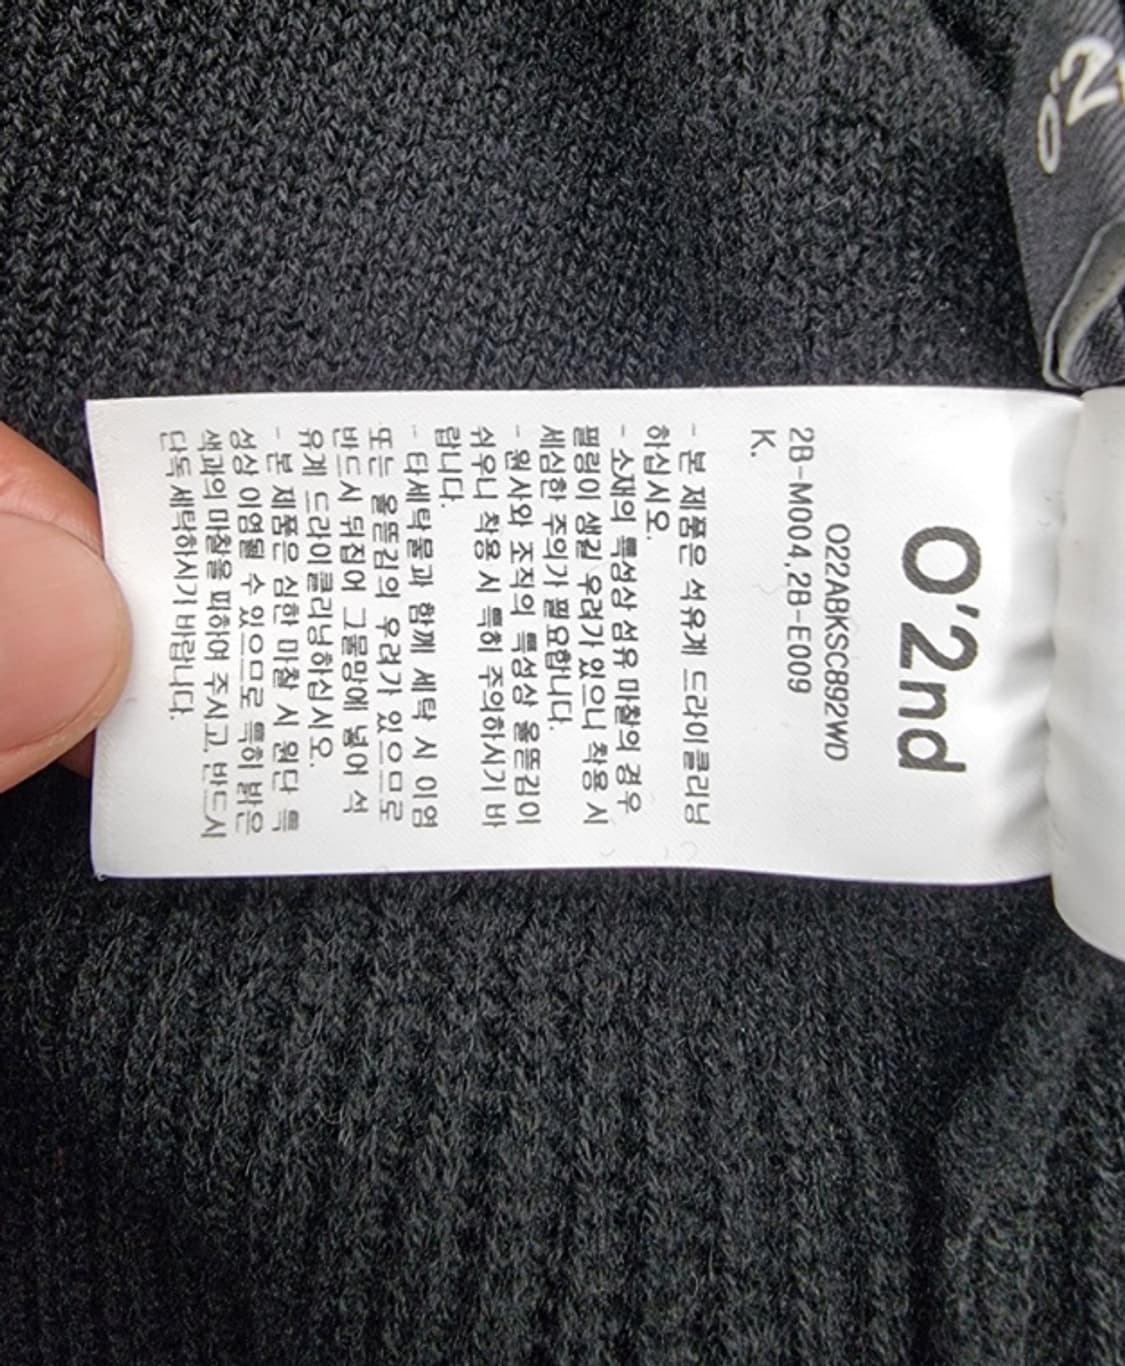 O'2nd
O22ABKSC892WD
2B-M004,2B-E009
K.
- 본 제품은 석유계 드라이클리닝
하십시오.
- 소재의 특성상 섬유 마찰의 경우
필링이 생길 우려가 있으니 착용 시
세심한 주의가 필요합니다.
- 원사와 조직의 특성상 올뜯김이
쉬우니 착용 시 특히 주의하시기 바
랍니다.
- 타세탁물과 함께 세탁 시 이염
또는 올뜯김의 우려가 있으므로
반드시 뒤집어 그물망에 넣어 석
유계 드라이클리닝하십시오.
- 본 제품은 심한 마찰 시 원단 특
성상 이염될 수 있으므로 특히 밝은
색과의 마찰을 피하여 주시고, 반드시
단독 세탁하시기 바랍니다.
O'2